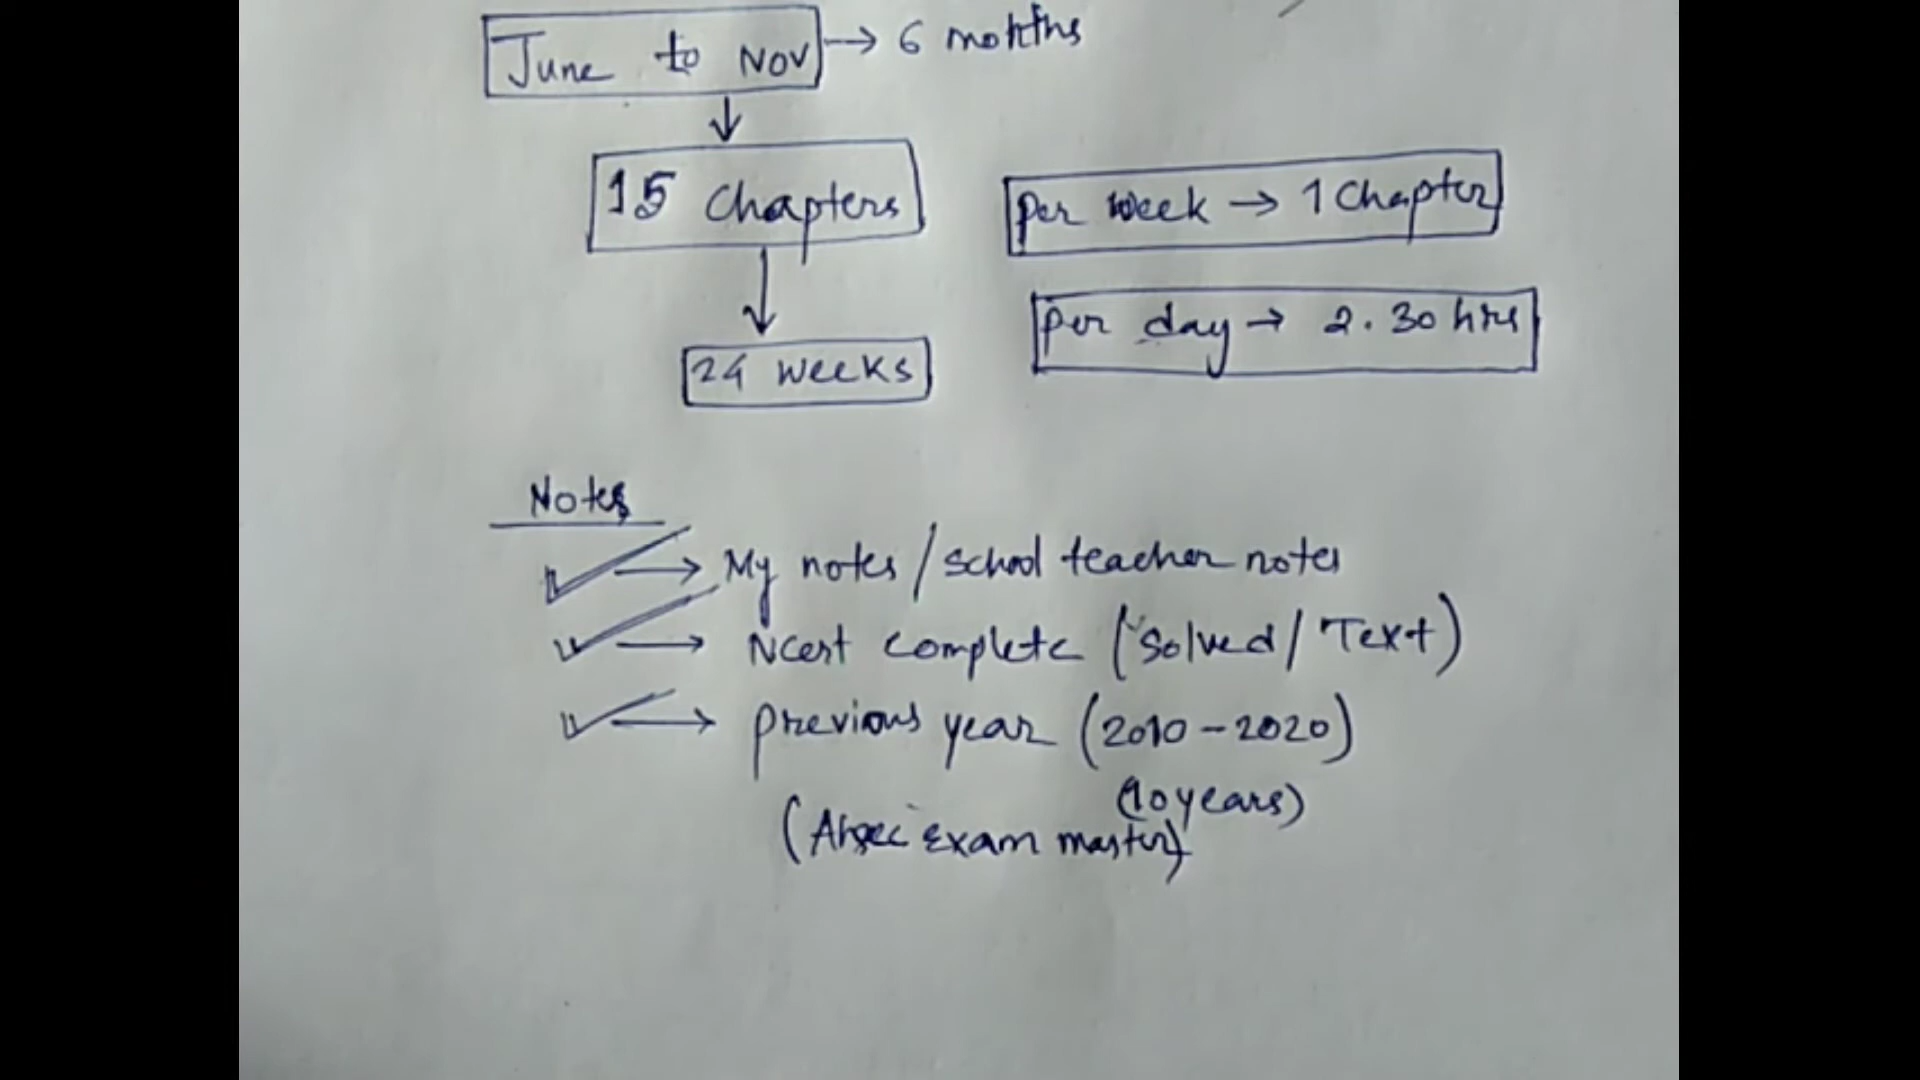 June to Nov → 6 months
15 Chapters
per week → 1 Chapter
per day → 2.30 hrs
24 weeks
Notes
→ My notes / school teacher notes
→ Ncert complete (Solved / Text)
→ previous year (2010 - 2020)
(10 years)
(Ahsec exam master)